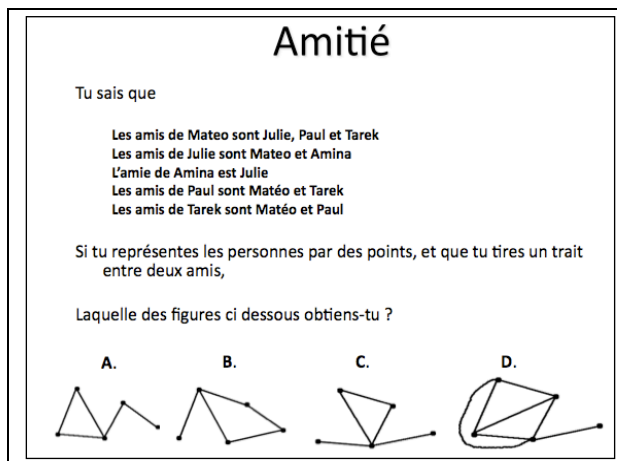 Amitié
Tu sais que
Les amis de Mateo sont Julie, Paul et Tarek
Les amis de Julie sont Mateo et Amina
L'amie de Amina est Julie
Les amis de Paul sont Matéo et Tarek
Les amis de Tarek sont Matéo et Paul
Si tu représentes les personnes par des points, et que tu tires un trait
entre deux amis,
Laquelle des figures ci dessous obtiens-tu ?
A. B. C. D.